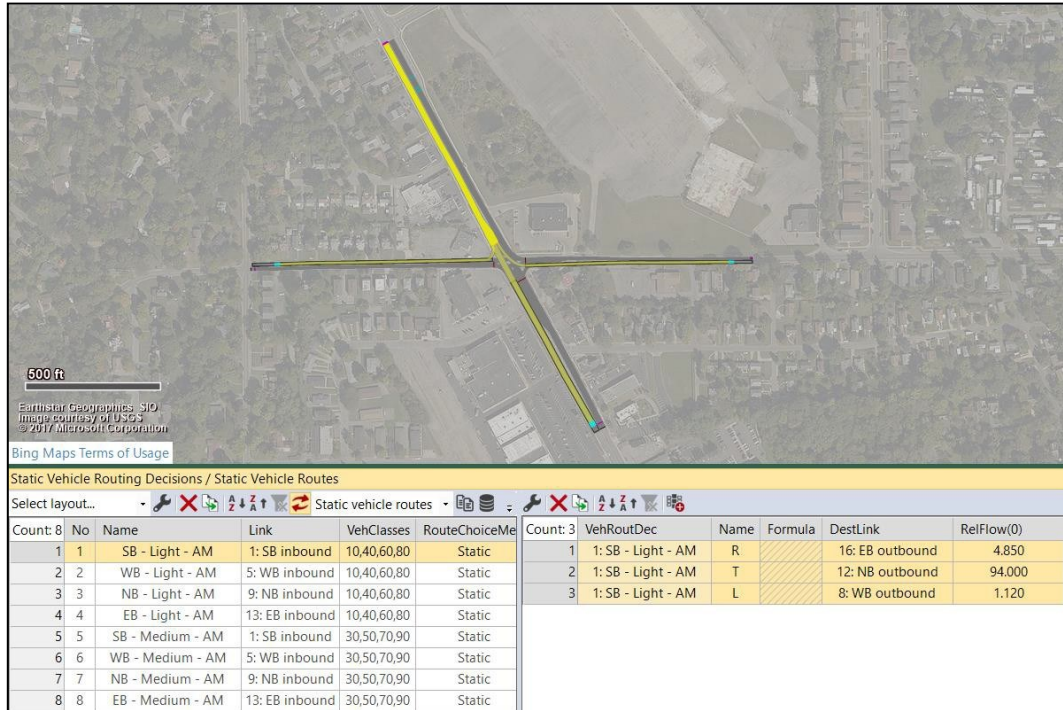 500 ft
Earthstar Geographics SIO
Image courtesy of USGS
© 2017 Microsoft Corporation
Bing Maps Terms of Usage
Static Vehicle Routing Decisions / Static Vehicle Routes
Select layout... Static vehicle routes
Count: 8 No Name Link VehClasses RouteChoiceMe
1 1 SB - Light - AM 1: SB inbound 10,40,60,80 Static
2 2 WB - Light - AM 5: WB inbound 10,40,60,80 Static
3 3 NB - Light - AM 9: NB inbound 10,40,60,80 Static
4 4 EB - Light - AM 13: EB inbound 10,40,60,80 Static
5 5 SB - Medium - AM 1: SB inbound 30,50,70,90 Static
6 6 WB - Medium - AM 5: WB inbound 30,50,70,90 Static
7 7 NB - Medium - AM 9: NB inbound 30,50,70,90 Static
8 8 EB - Medium - AM 13: EB inbound 30,50,70,90 Static
Count: 3 VehRoutDec Name Formula DestLink RelFlow(0)
1 1: SB - Light - AM R 16: EB outbound 4.850
2 1: SB - Light - AM T 12: NB outbound 94.000
3 1: SB - Light - AM L 8: WB outbound 1.120